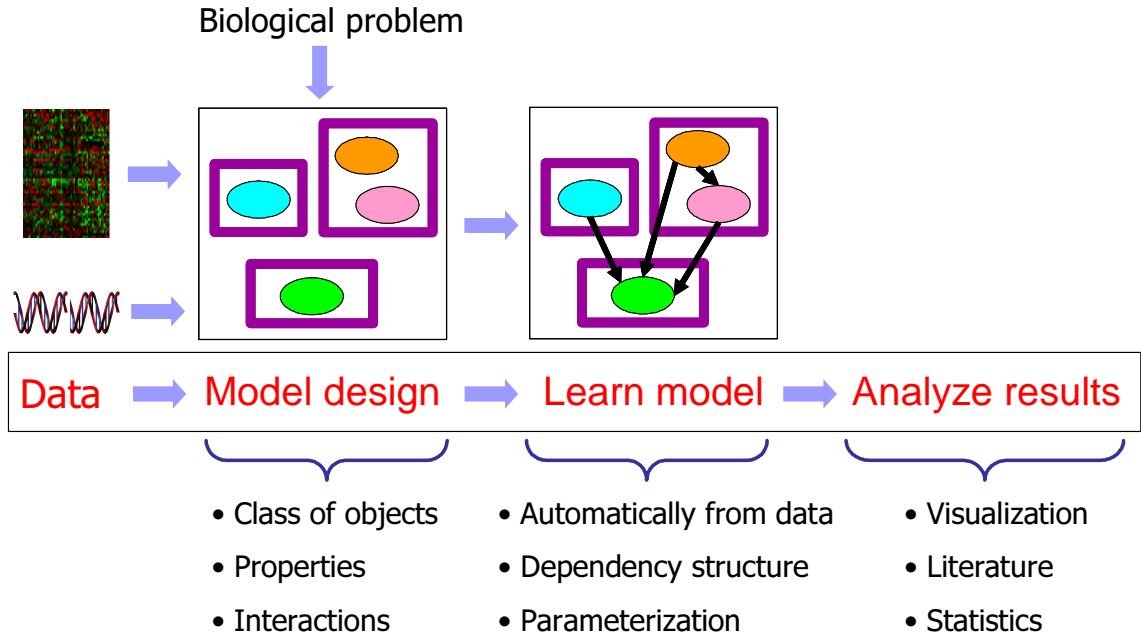 Biological problem
Data
Model design
Learn model
Analyze results
• Class of objects
• Properties
• Interactions
• Automatically from data
• Dependency structure
• Parameterization
• Visualization
• Literature
• Statistics